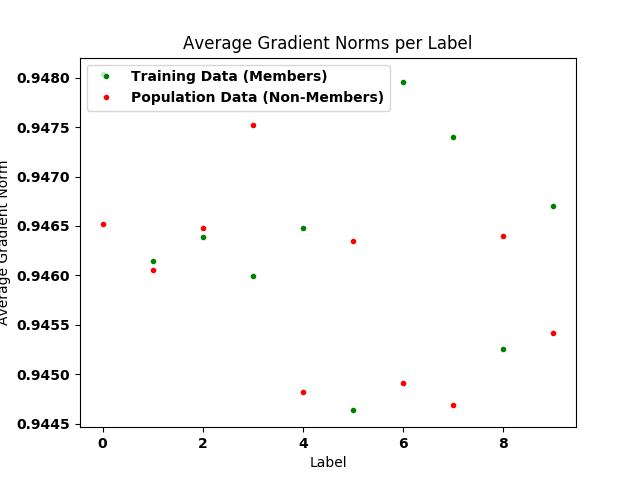 Average Gradient Norms per Label
Training Data (Members)
Population Data (Non-Members)
0.9480
0.9475
0.9470
0.9465
0.9460
0.9455
0.9450
0.9445
Average Gradient Norm
0
2
4
6
8
Label